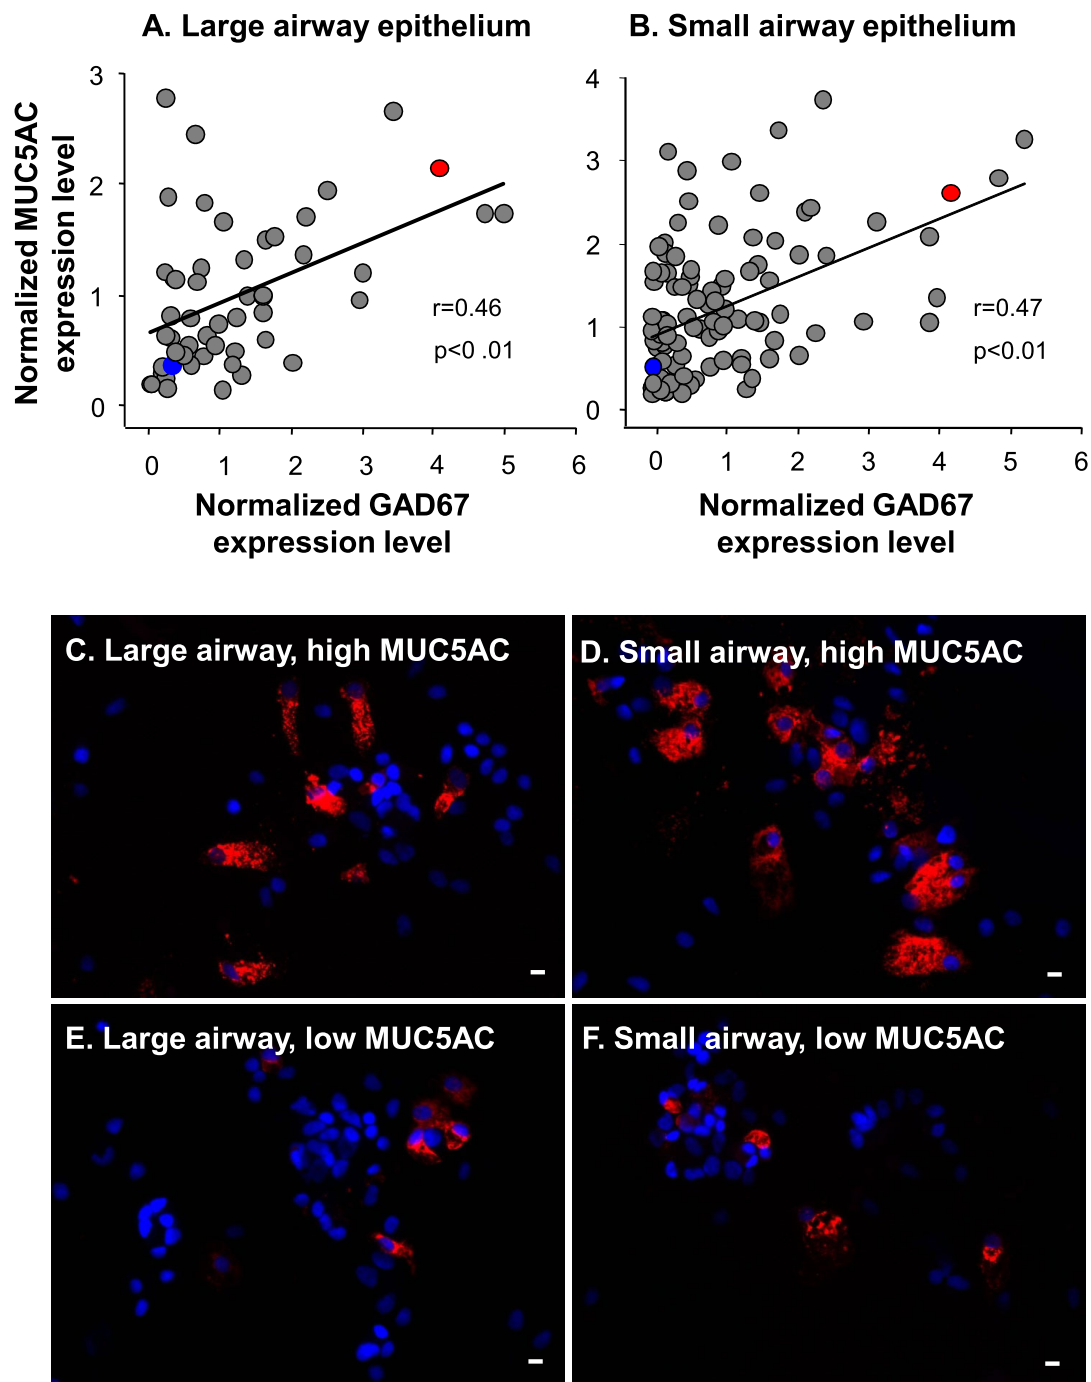 A. Large airway epithelium
B. Small airway epithelium
Normalized MUC5AC
expression level
3
2
1
0
r=0.46
p<0 .01
0 1 2 3 4 5 6
Normalized GAD67
expression level
4
3
2
1
0
r=0.47
p<0.01
0 1 2 3 4 5 6
Normalized GAD67
expression level
C. Large airway, high MUC5AC
D. Small airway, high MUC5AC
E. Large airway, low MUC5AC
F. Small airway, low MUC5AC